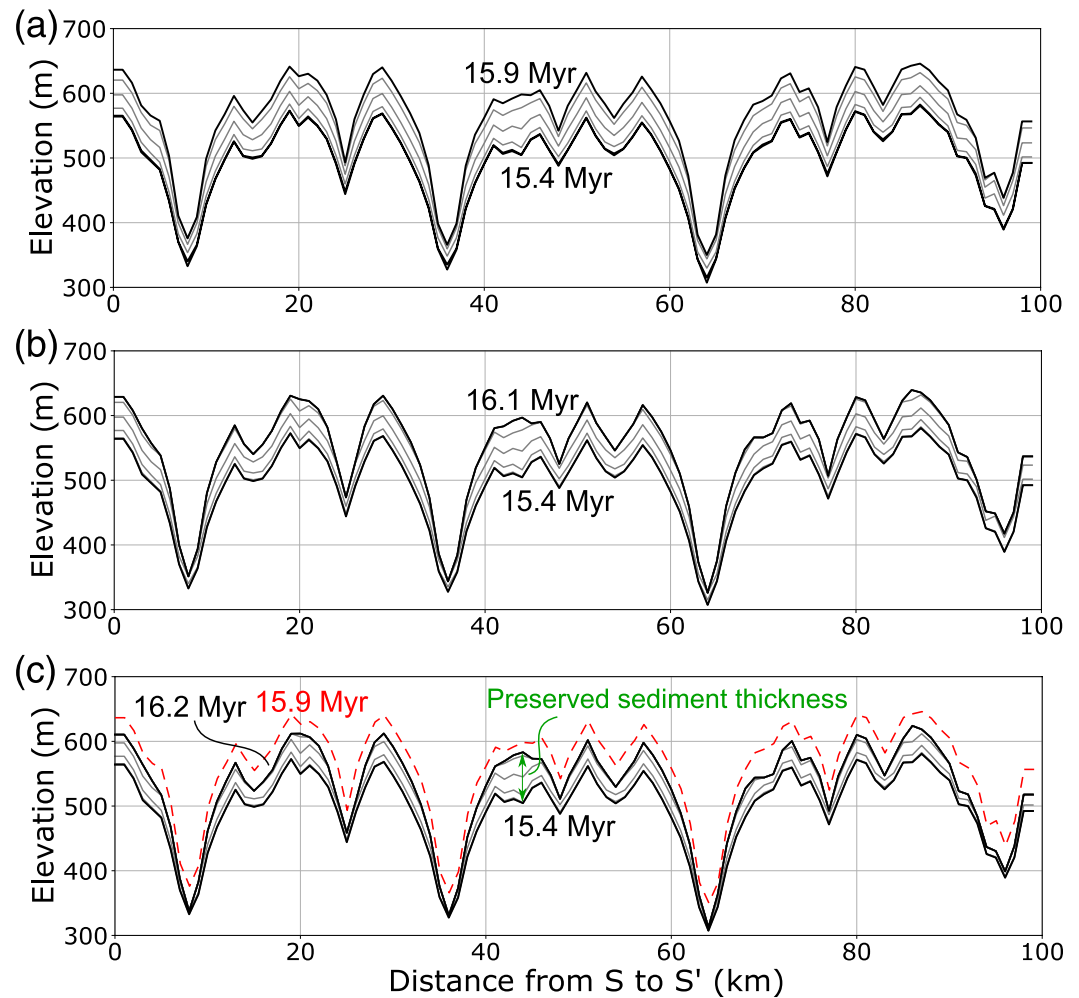 (a)
700
600
500
400
300
Elevation (m)
15.9 Myr
15.4 Myr
0 20 40 60 80 100
(b)
700
600
500
400
300
Elevation (m)
16.1 Myr
15.4 Myr
0 20 40 60 80 100
(c)
700
600
500
400
300
Elevation (m)
16.2 Myr 15.9 Myr
Preserved sediment thickness
15.4 Myr
0 20 40 60 80 100
Distance from S to S' (km)